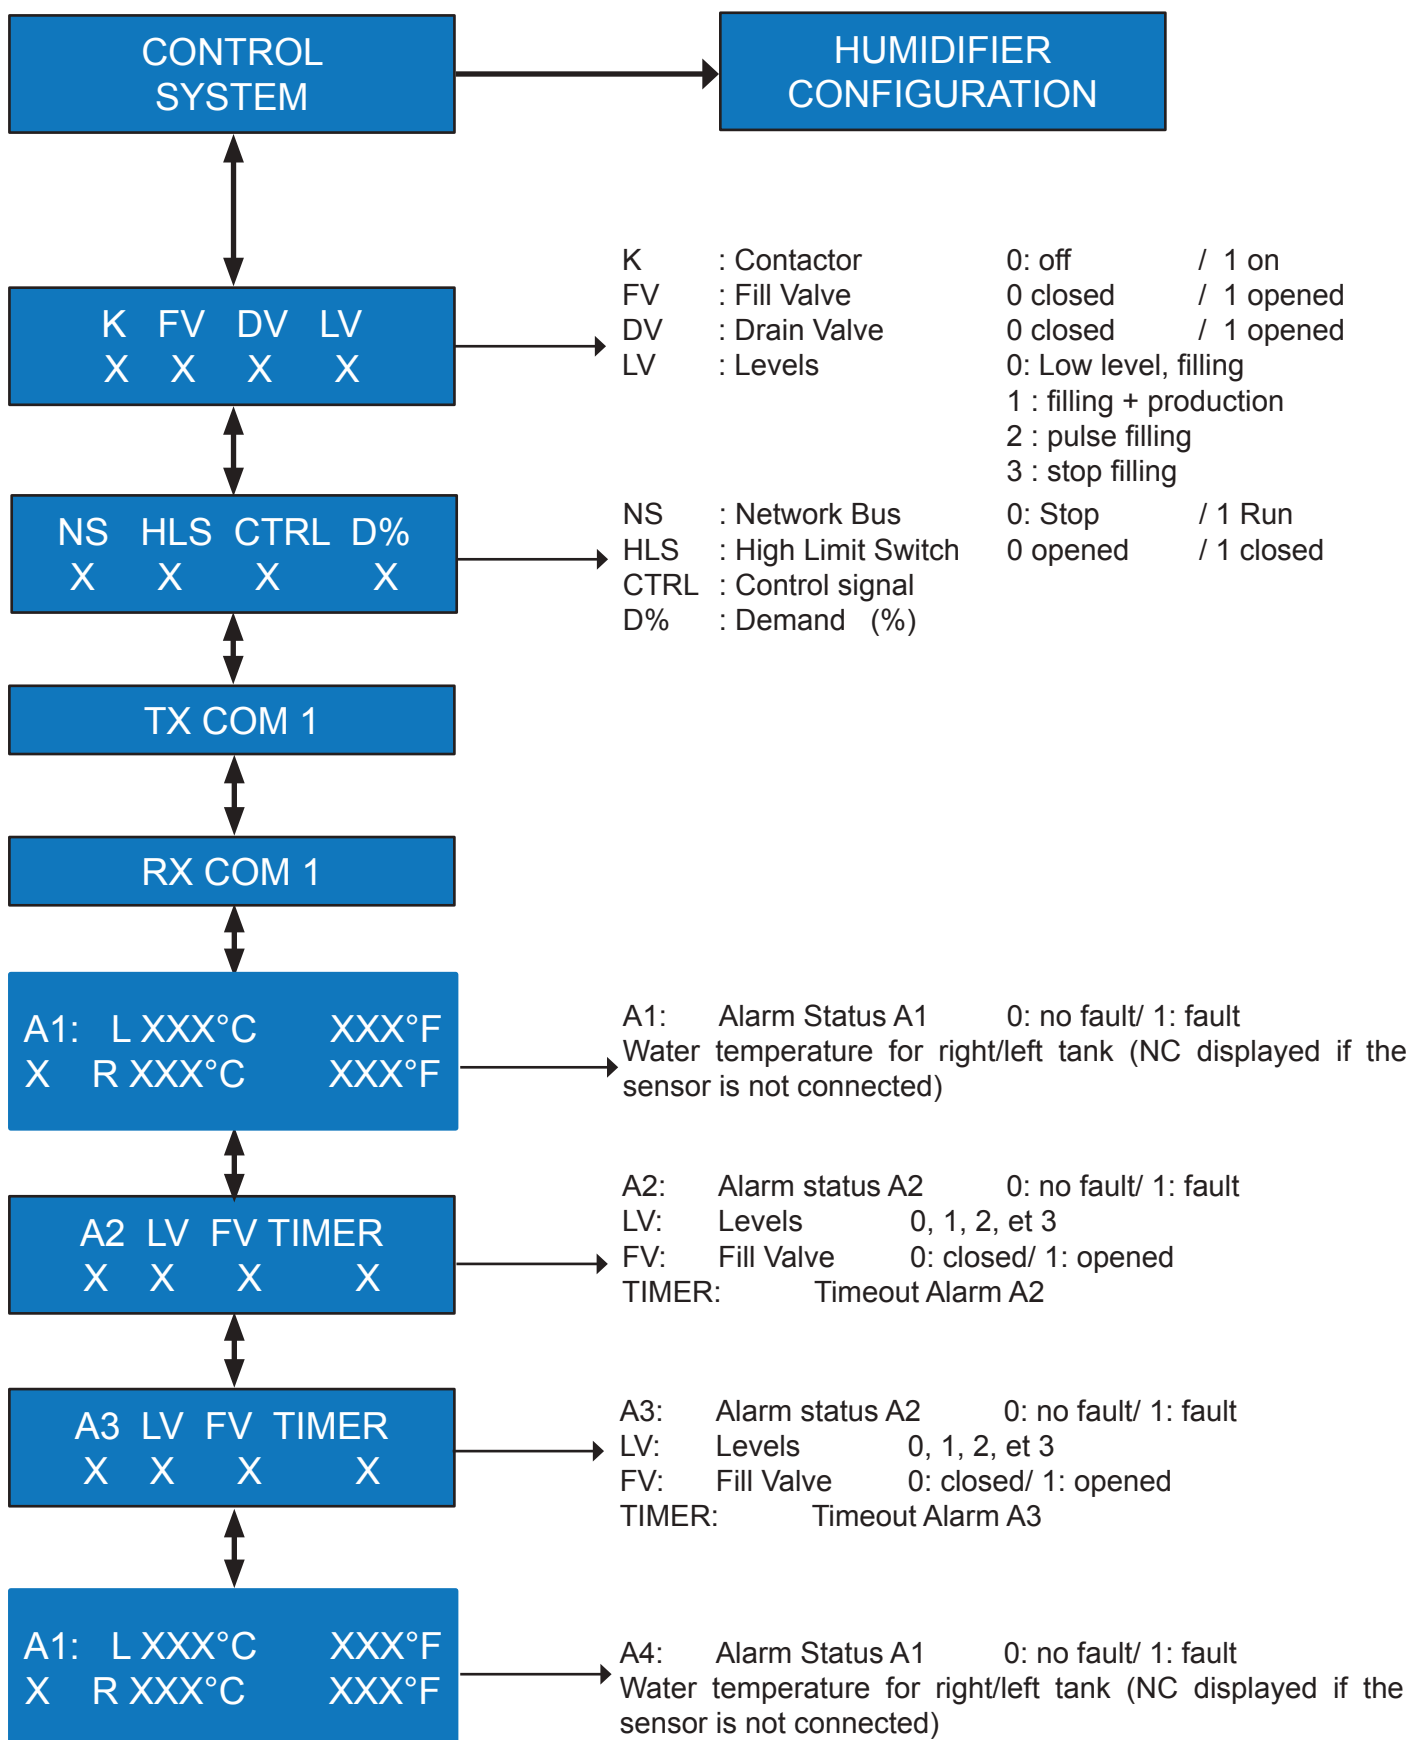 CONTROL
SYSTEM
HUMIDIFIER
CONFIGURATION
K FV DV LV
X X X X
K : Contactor 0: off / 1 on
FV : Fill Valve 0 closed / 1 opened
DV : Drain Valve 0 closed / 1 opened
LV : Levels 0: Low level, filling
1 : filling + production
2 : pulse filling
3 : stop filling
NS HLS CTRL D%
X X X X
NS : Network Bus 0: Stop / 1 Run
HLS : High Limit Switch 0 opened / 1 closed
CTRL : Control signal
D% : Demand (%)
TX COM 1
RX COM 1
A1: L XXX°C XXX°F
X R XXX°C XXX°F
A1: Alarm Status A1 0: no fault/ 1: fault
Water temperature for right/left tank (NC displayed if the
sensor is not connected)
A2 LV FV TIMER
X X X X
A2: Alarm status A2 0: no fault/ 1: fault
LV: Levels 0, 1, 2, et 3
FV: Fill Valve 0: closed/ 1: opened
TIMER: Timeout Alarm A2
A3 LV FV TIMER
X X X X
A3: Alarm status A2 0: no fault/ 1: fault
LV: Levels 0, 1, 2, et 3
FV: Fill Valve 0: closed/ 1: opened
TIMER: Timeout Alarm A3
A1: L XXX°C XXX°F
X R XXX°C XXX°F
A4: Alarm Status A1 0: no fault/ 1: fault
Water temperature for right/left tank (NC displayed if the
sensor is not connected)